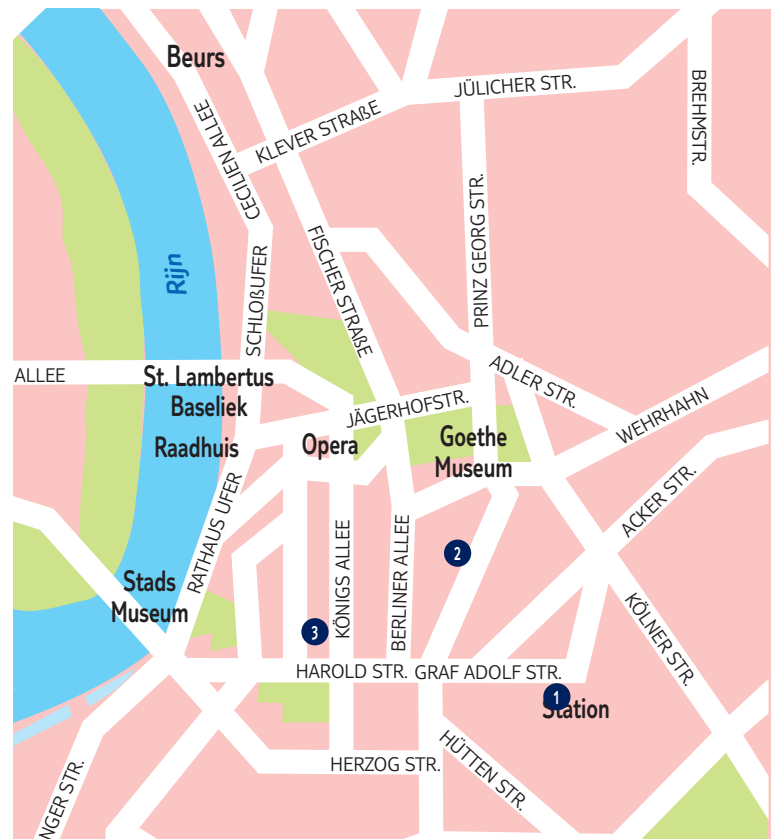 Beurs
JÜLICHER STR.
BREHMSTR.
KLEVER STRAßE
CECILIEN ALLEE
FISCHER STRAßE
PRINZ GEORG STR.
Rijn
SCHLOßUFER
ALLEE
St. Lambertus
Baseliek
ADLER STR.
JÄGERHOFSTR.
WEHRHAHN
Raadhuis
Opera
Goethe
Museum
ACKER STR.
RATHAUS UFER
KÖNIGS ALLEE
BERLINER ALLEE
2
Stads
Museum
3
KÖLNER STR.
HAROLD STR.
GRAF ADOLF STR.
1
Station
HERZOG STR.
HÜTTEN STR.
NGER STR.